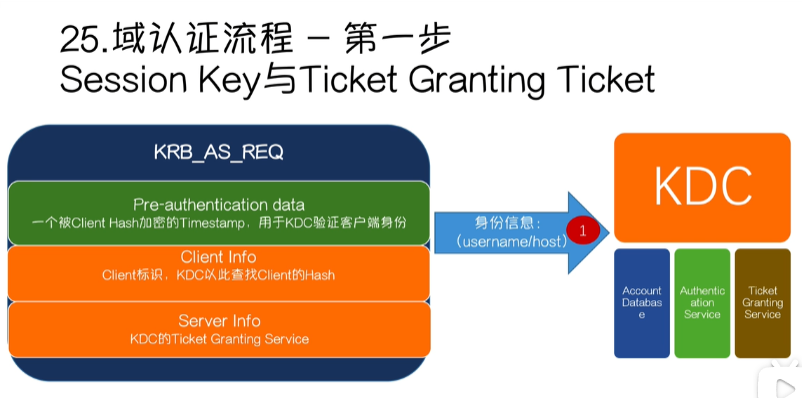 25.域认证流程 – 第一步
Session Key与Ticket Granting Ticket
KRB_AS_REQ
Pre-authentication data
一个被Client Hash加密的Timestamp，用于KDC验证客户端身份
Client Info
Client标识，KDC以此查找Client的Hash
Server Info
KDC的Ticket Granting Service
身份信息：
（username/host）
1
KDC
Account
Databas
e
Authentic
ation
Service
Ticket
Granting
Service